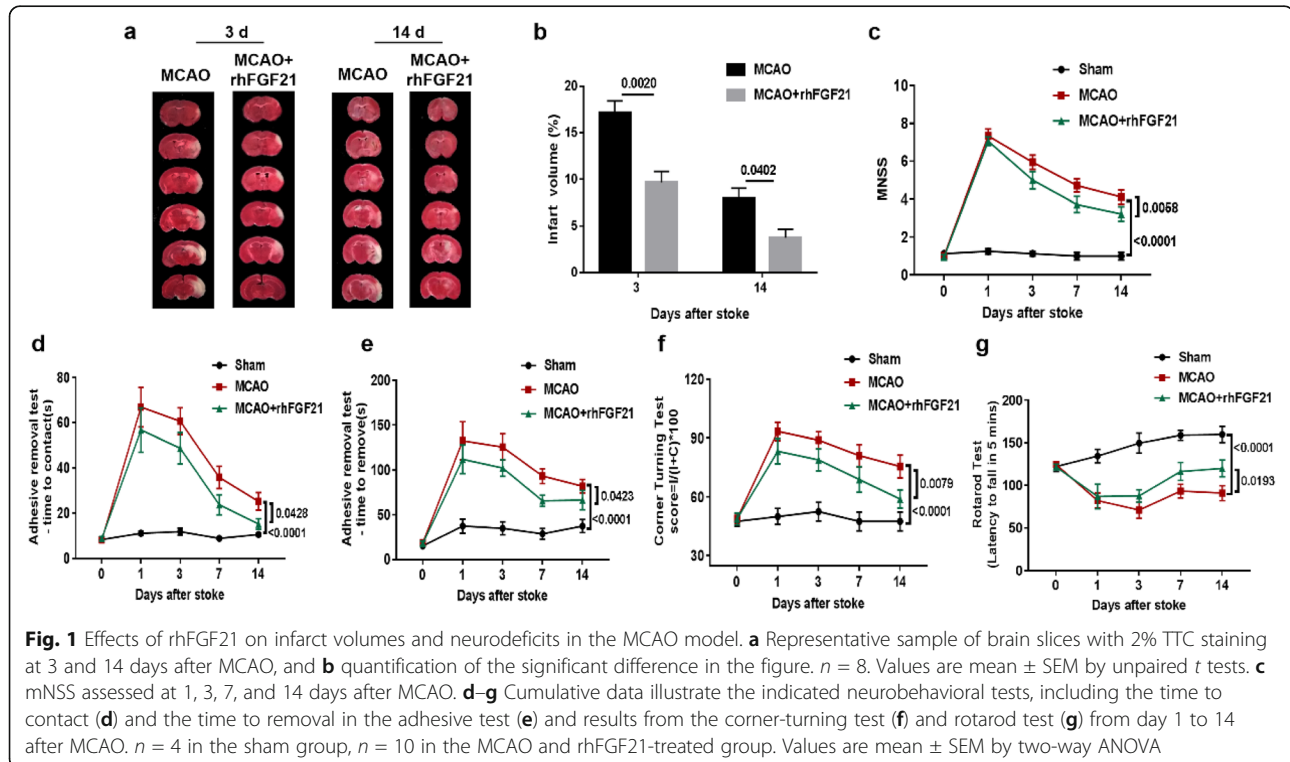 a
3 d
14 d
MCAO
MCAO+
rhFGF21
MCAO
MCAO+
rhFGF21
b
MCAO
MCAO+rhFGF21
Infart volume (%)
20
15
10
5
0
0.0020
0.0402
3
14
Days after stoke
c
Sham
MCAO
MCAO+rhFGF21
MNSS
8
6
4
2
0
0.0058
<0.0001
0
1
3
7
14
Days after stoke
d
Sham
MCAO
MCAO+rhFGF21
Adhesive removal test
- time to contact(s)
80
60
40
20
0
0.0428
<0.0001
0
1
3
7
14
Days after stoke
e
Sham
MCAO
MCAO+rhFGF21
Adhesive removal test
- time to remove(s)
200
150
100
50
0
0.0423
<0.0001
0
1
3
7
14
Days after stoke
f
Sham
MCAO
MCAO+rhFGF21
Corner Turning Test
score=I/(I+C)*100
120
90
60
30
0.0079
<0.0001
0
1
3
7
14
Days after stoke
g
Sham
MCAO
MCAO+rhFGF21
Rotarod Test
(Latency to fall in 5 mins)
200
150
100
50
0
<0.0001
0.0193
0
1
3
7
14
Days after stoke
Fig. 1 Effects of rhFGF21 on infarct volumes and neurodeficits in the MCAO model. a Representative sample of brain slices with 2% TTC staining
at 3 and 14 days after MCAO, and b quantification of the significant difference in the figure. n = 8. Values are mean ± SEM by unpaired t tests. c
mNSS assessed at 1, 3, 7, and 14 days after MCAO. d–g Cumulative data illustrate the indicated neurobehavioral tests, including the time to
contact (d) and the time to removal in the adhesive test (e) and results from the corner-turning test (f) and rotarod test (g) from day 1 to 14
after MCAO. n = 4 in the sham group, n = 10 in the MCAO and rhFGF21-treated group. Values are mean ± SEM by two-way ANOVA